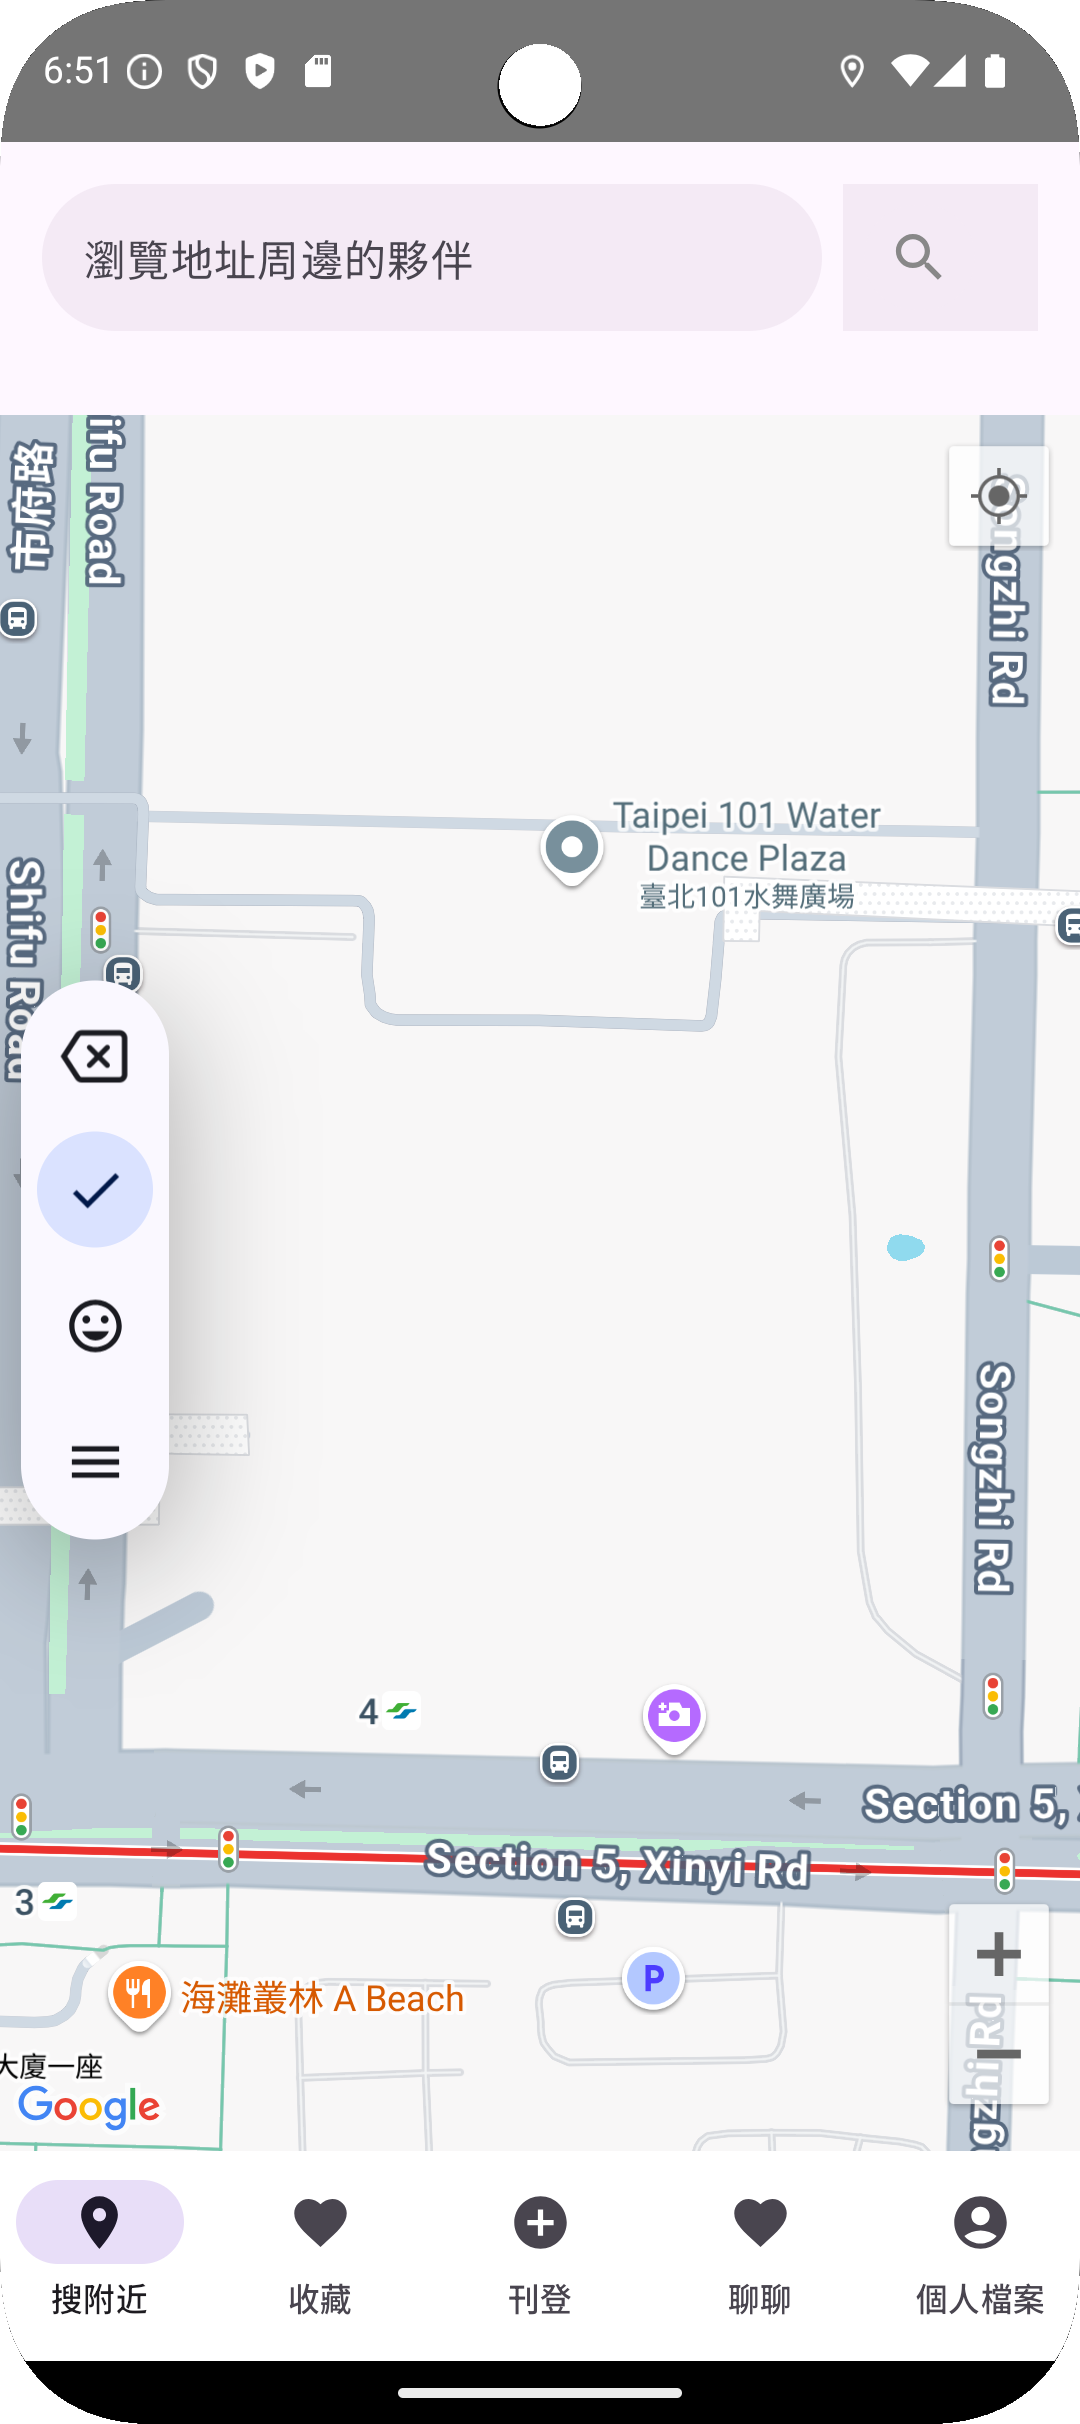 6:51
瀏覽地址周邊的夥伴
市府路
ifu Road
ongzhi Rd
Taipei 101 Water
Dance Plaza
臺北101水舞廣場
Shifu Road
Songzhi Rd
4
Section 5,
Section 5, Xinyi Rd
3
P
海灘叢林 A Beach
大廈一座
gzhi Rd
Google
搜附近
收藏
刊登
聊聊
個人檔案